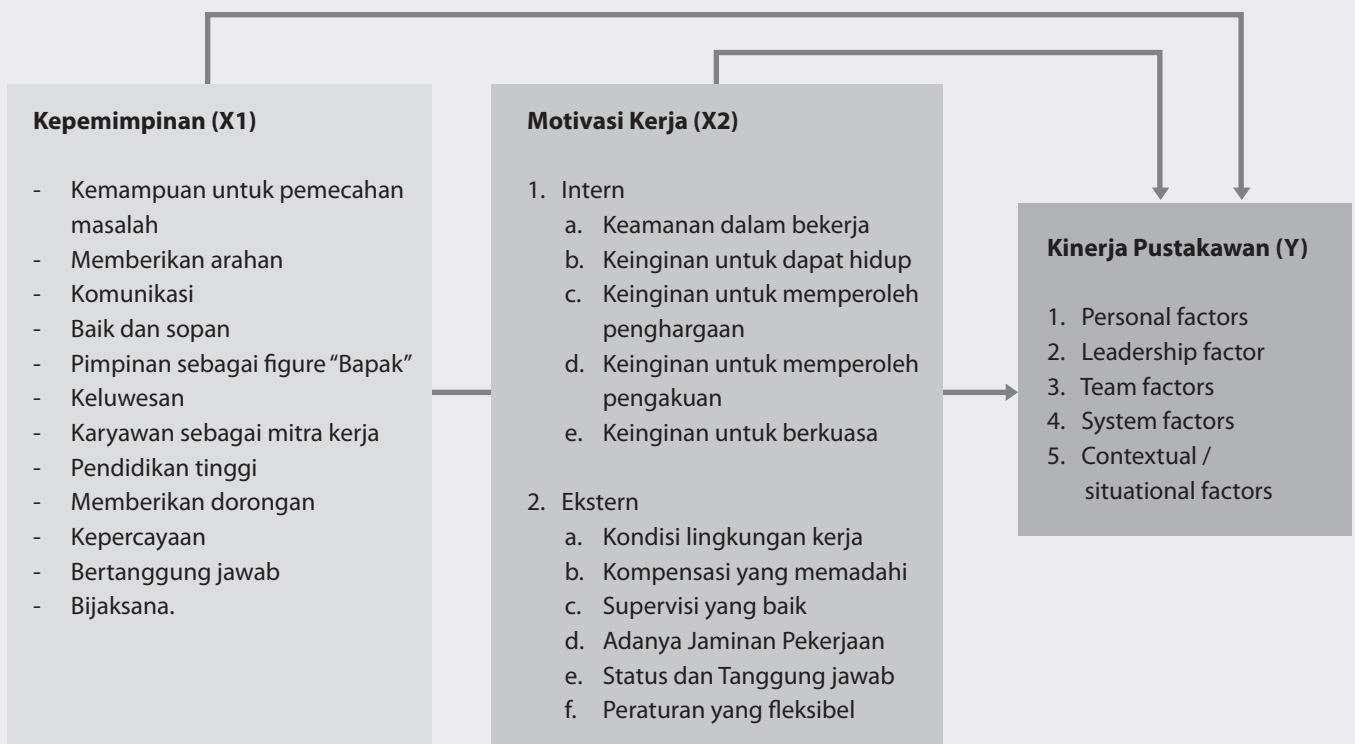 Kepemimpinan (X1)
- Kemampuan untuk pemecahan
masalah
- Memberikan arahan
- Komunikasi
- Baik dan sopan
- Pimpinan sebagai figure “Bapak”
- Keluwesan
- Karyawan sebagai mitra kerja
- Pendidikan tinggi
- Memberikan dorongan
- Kepercayaan
- Bertanggung jawab
- Bijaksana.
Motivasi Kerja (X2)
1. Intern
a. Keamanan dalam bekerja
b. Keinginan untuk dapat hidup
c. Keinginan untuk memperoleh
penghargaan
d. Keinginan untuk memperoleh
pengakuan
e. Keinginan untuk berkuasa
2. Ekstern
a. Kondisi lingkungan kerja
b. Kompensasi yang memadahi
c. Supervisi yang baik
d. Adanya Jaminan Pekerjaan
e. Status dan Tanggung jawab
f. Peraturan yang fleksibel
Kinerja Pustakawan (Y)
1. Personal factors
2. Leadership factor
3. Team factors
4. System factors
5. Contextual /
situational factors